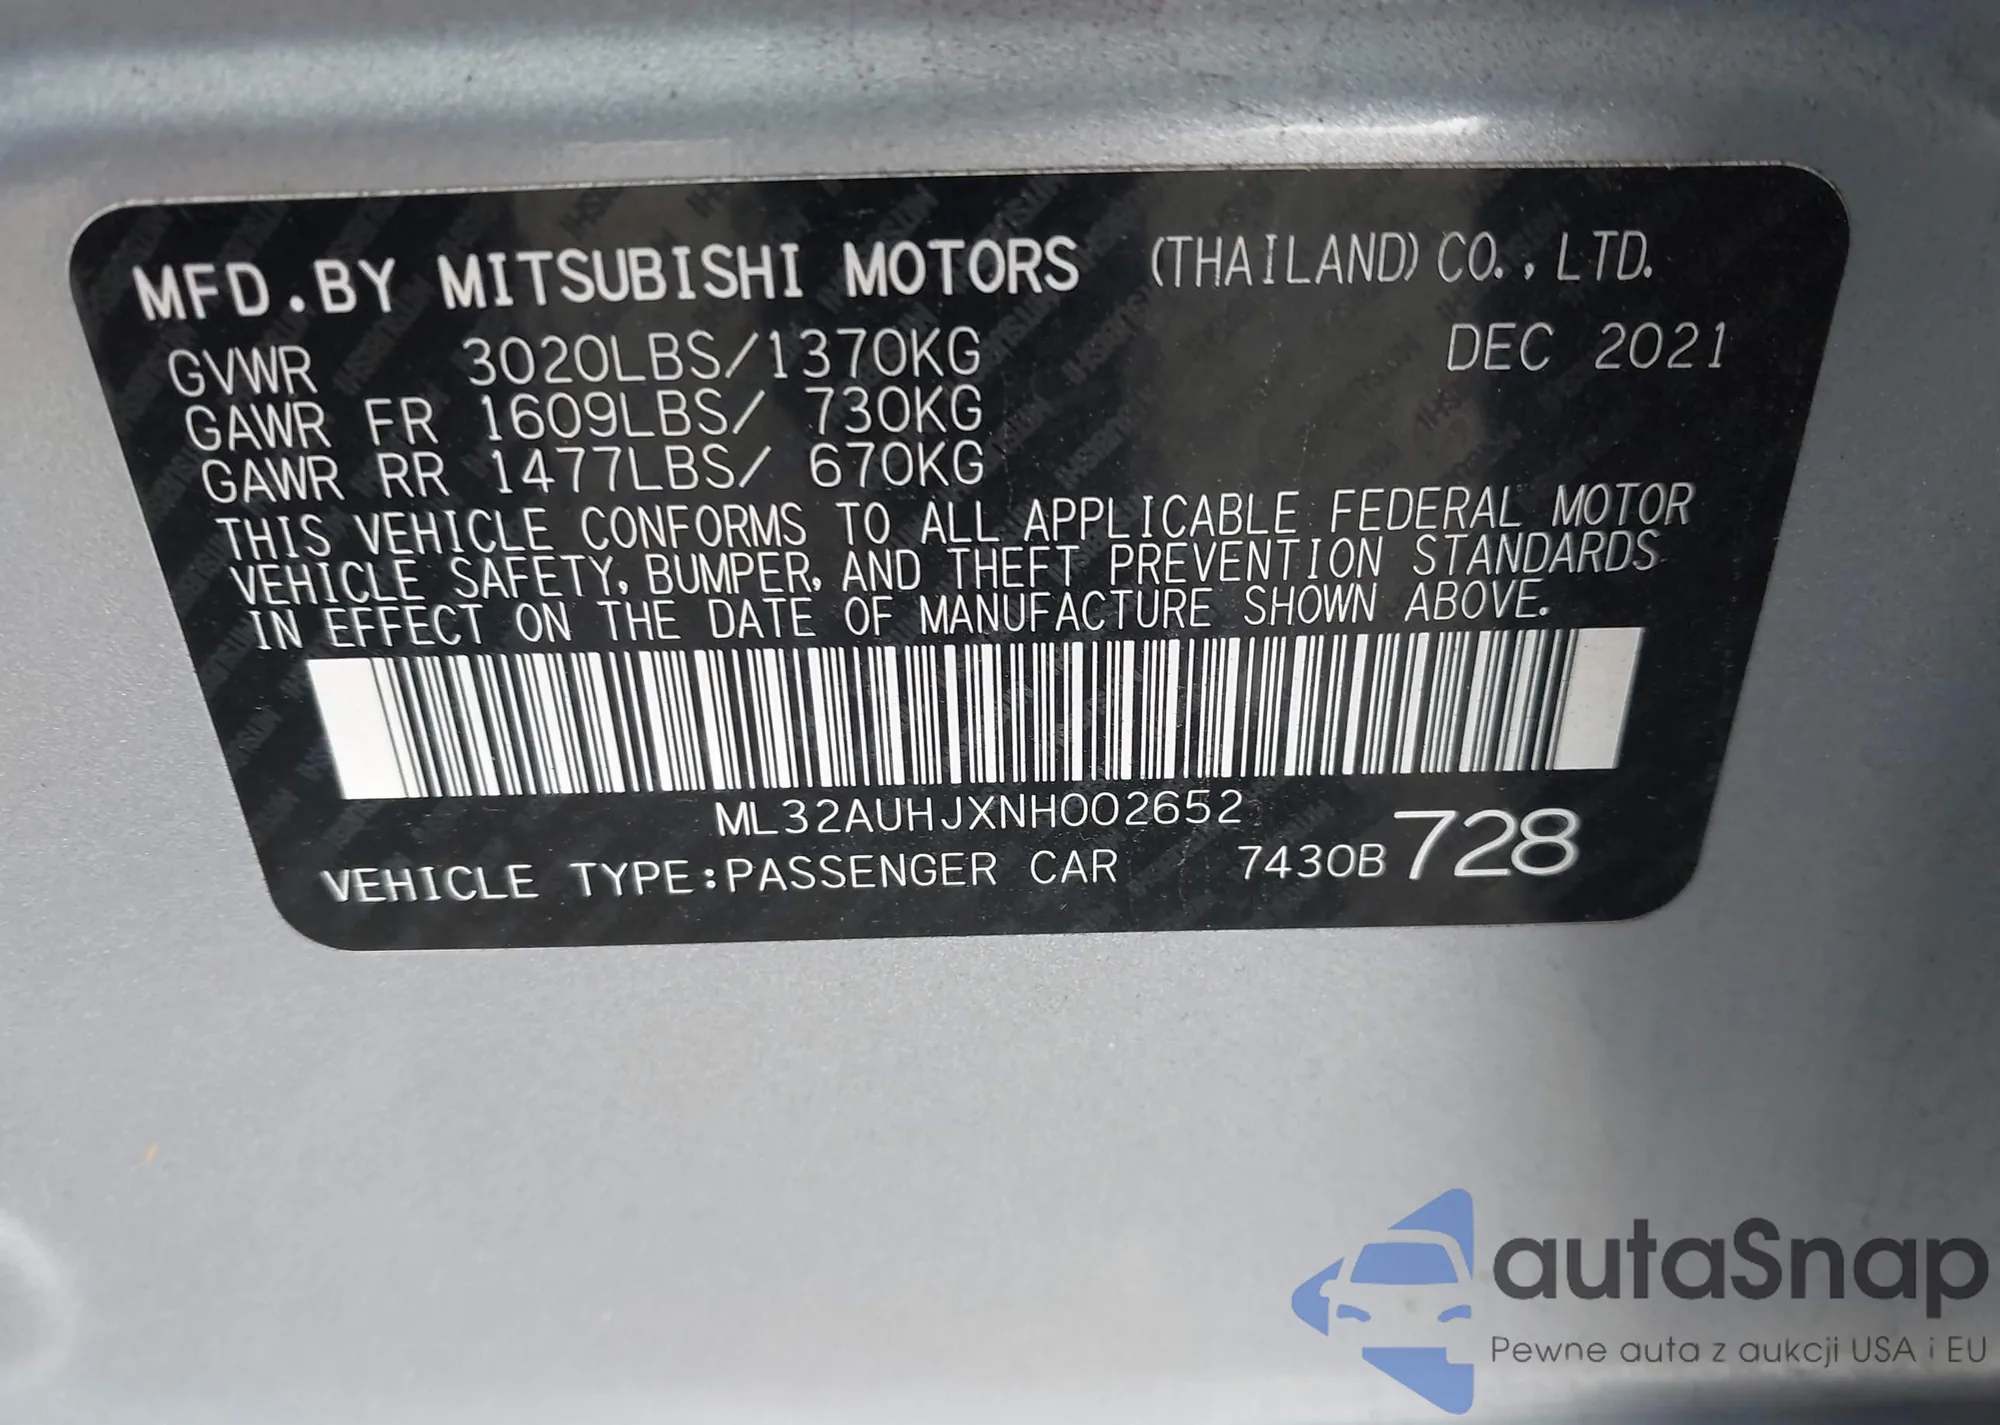 MFD.BY MITSUBISHI MOTORS (THAILAND) CO., LTD.
GVWR 3020LBS/1370KG DEC 2021
GAWR FR 1609LBS/ 730KG
GAWR RR 1477LBS/ 670KG
THIS VEHICLE CONFORMS TO ALL APPLICABLE FEDERAL MOTOR
VEHICLE SAFETY, BUMPER, AND THEFT PREVENTION STANDARDS
IN EFFECT ON THE DATE OF MANUFACTURE SHOWN ABOVE.
ML32AUHJXNH002652
VEHICLE TYPE:PASSENGER CAR 7430B 728
autaSnap
Pewne auta z aukcji USA i EU